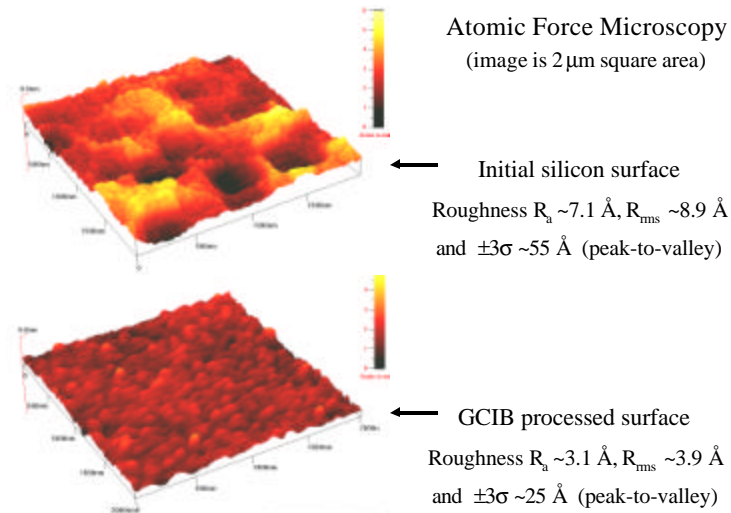 Atomic Force Microscopy
(image is 2 μm square area)
Initial silicon surface
Roughness Ra ~7.1 Å, Rrms ~8.9 Å
and ±3σ ~55 Å (peak-to-valley)
GCIB processed surface
Roughness Ra ~3.1 Å, Rrms ~3.9 Å
and ±3σ ~25 Å (peak-to-valley)